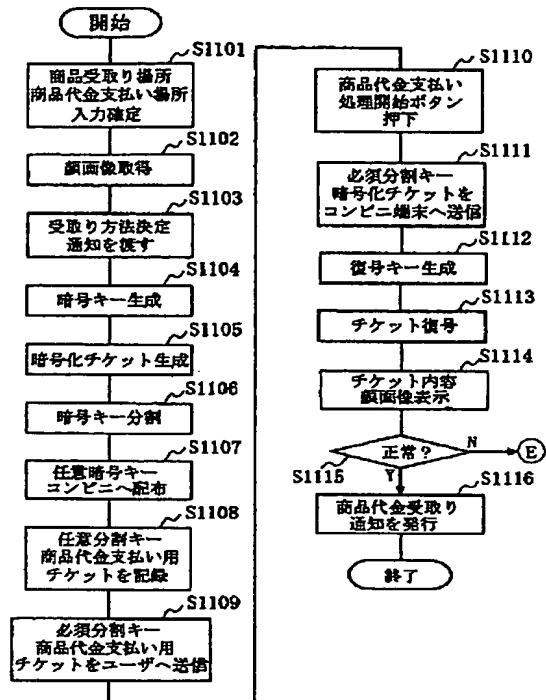 開始
S1101
商品受取り場所
商品代金支払い場所
入力確定
S1102
顔画像取得
S1103
受取り方法決定
通知を渡す
S1104
暗号キー生成
S1105
暗号化チケット生成
S1106
暗号キー分割
S1107
任意暗号キー
コンビニへ配布
S1108
任意分割キー
商品代金支払い用
チケットを記録
S1109
必須分割キー
商品代金支払い用
チケットをユーザへ送信
S1110
商品代金支払い
処理開始ボタン
押下
S1111
必須分割キー
暗号化チケットを
コンビニ端末へ送信
S1112
復号キー生成
S1113
チケット復号
S1114
チケット内容
顔画像表示
正常?
N
E
S1115
Y
S1116
商品代金受取り
通知を発行
終了